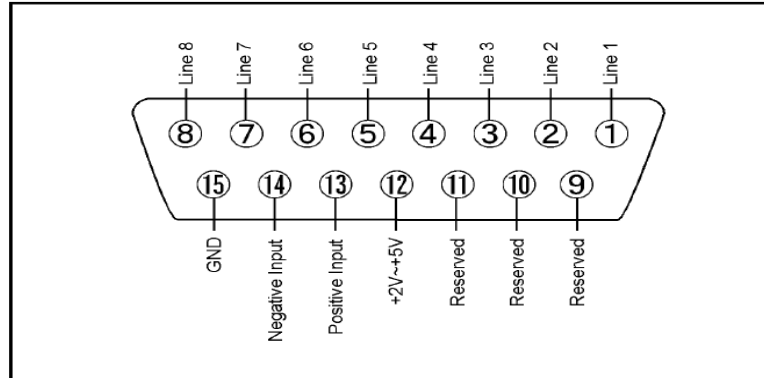 Line 8
Line 7
Line 6
Line 5
Line 4
Line 3
Line 2
Line 1
8 7 6 5 4 3 2 1
15 14 13 12 11 10 9
GND
Negative Input
Positive Input
+2V~+5V
Reserved
Reserved
Reserved